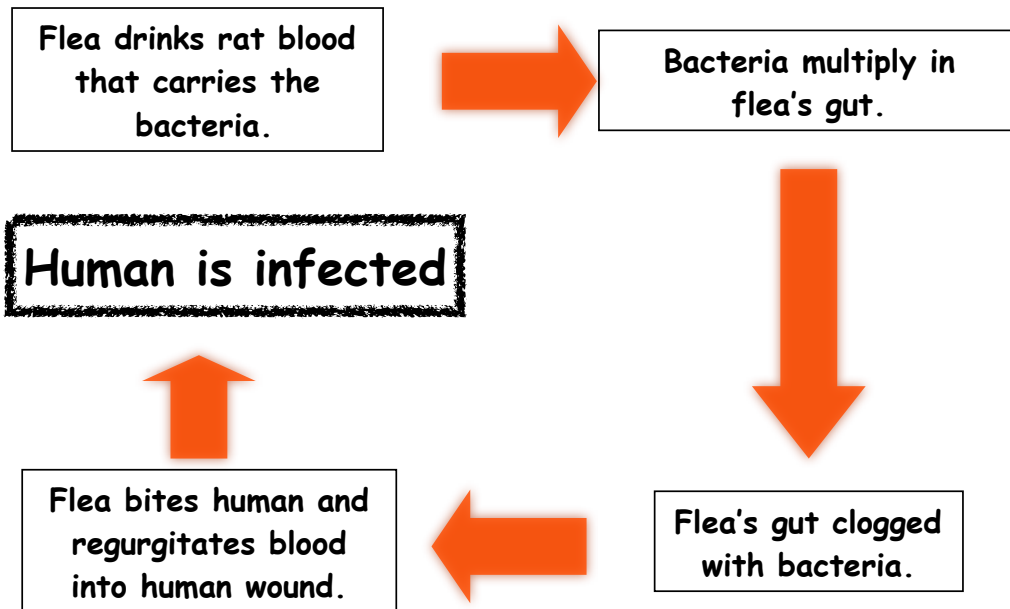 Flea drinks rat blood
that carries the
bacteria.
Bacteria multiply in
flea's gut.
Flea's gut clogged
with bacteria.
Flea bites human and
regurgitates blood
into human wound.
Human is infected